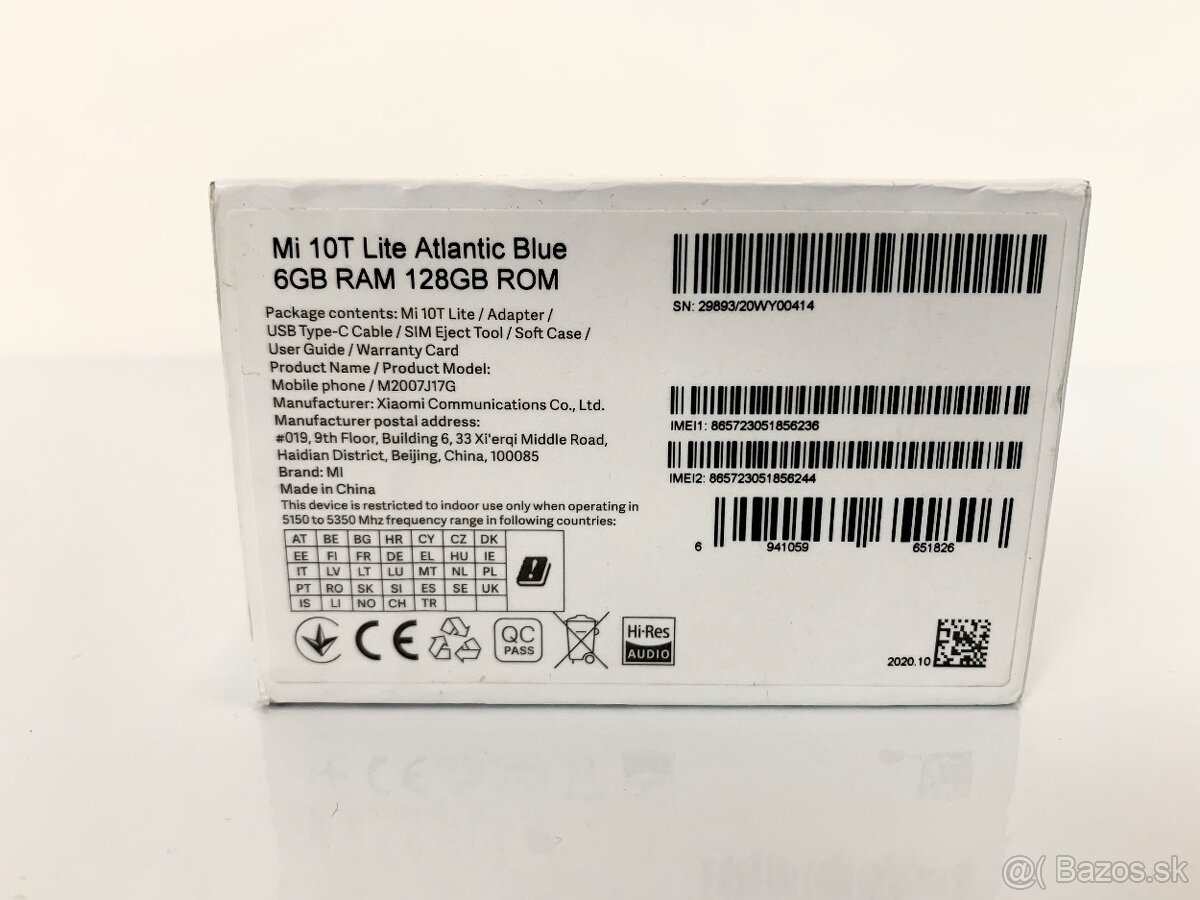 Mi 10T Lite Atlantic Blue
6GB RAM 128GB ROM
Package contents: Mi 10T Lite / Adapter /
USB Type-C Cable / SIM Eject Tool / Soft Case /
User Guide / Warranty Card
Product Name / Product Model:
Mobile phone / M2007J17G
Manufacturer: Xiaomi Communications Co., Ltd.
Manufacturer postal address:
#019, 9th Floor, Building 6, 33 Xi'erqi Middle Road,
Haidian District, Beijing, China, 100085
Brand: MI
Made in China
This device is restricted to indoor use only when operating in
5150 to 5350 Mhz frequency range in following countries:
AT BE BG HR CY CZ DK
EE FI FR DE EL HU IE
IT LV LT LU MT NL PL
PT RO SK SI ES SE UK
IS LI NO CH TR
CE
QC
PASS
Hi-Res
AUDIO
SN: 29893/20WY00414
IMEI1: 865723051856236
IMEI2: 865723051856244
6 941059 651826
2020.10
@( Bazos.sk